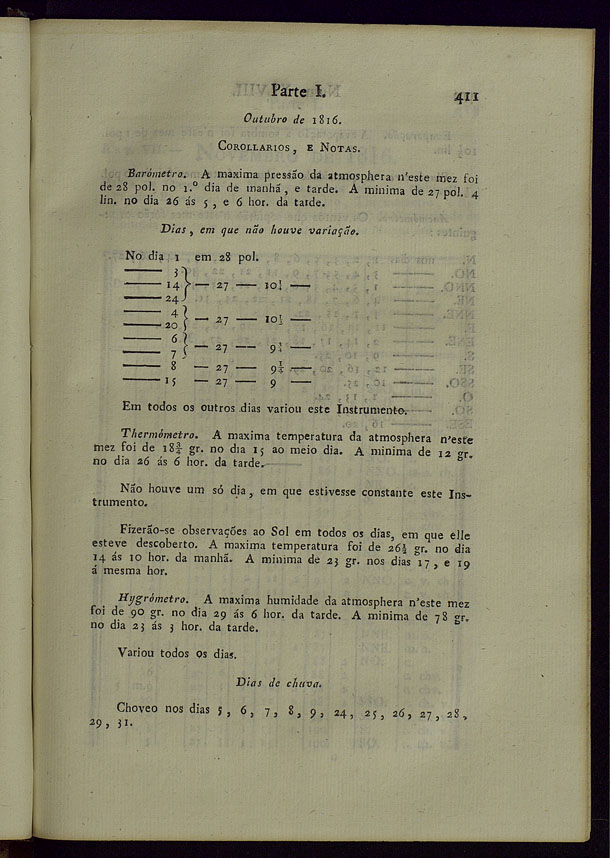 Parte I. 411
Outubro de 1816.
COROLLARIOS, E NOTAS.
Barómetro. A maxima pressão da atmosphera n'este mez foi
de 28 pol. no 1.º dia de manhã, e tarde. A minima de 27 pol. 4
lin. no dia 26 ás 5, e 6 hor. da tarde.
Dias, em que não houve variação.
No dia 1 em 28 pol.
—— 3
—— 14 } — 27 — 10¾ —
—— 24
—— 4
—— 20 } — 27 — 10½ —
—— 6
—— 7 } — 27 — 9¾ —
—— 8 — 27 — 9¼ —
—— 15 — 27 — 9 —
Em todos os outros dias variou este Instrumento.
Thermómetro. A maxima temperatura da atmosphera n'este
mez foi de 18¾ gr. no dia 15 ao meio dia. A minima de 12 gr.
no dia 26 ás 6 hor. da tarde.
Não houve um só dia, em que estivesse constante este Ins-
trumento.
Fizerão-se observações ao Sol em todos os dias, em que elle
esteve descoberto. A maxima temperatura foi de 26½ gr. no dia
14 ás 10 hor. da manhã. A minima de 23 gr. nos dias 17, e 19
á mesma hor.
Hygrómetro. A maxima humidade da atmosphera n'este mez
foi de 90 gr. no dia 29 ás 6 hor. da tarde. A minima de 78 gr.
no dia 23 ás 3 hor. da tarde.
Variou todos os dias.
Dias de chuva.
Choveo nos dias 5, 6, 7, 8, 9, 24, 25, 26, 27, 28,
29, 31.